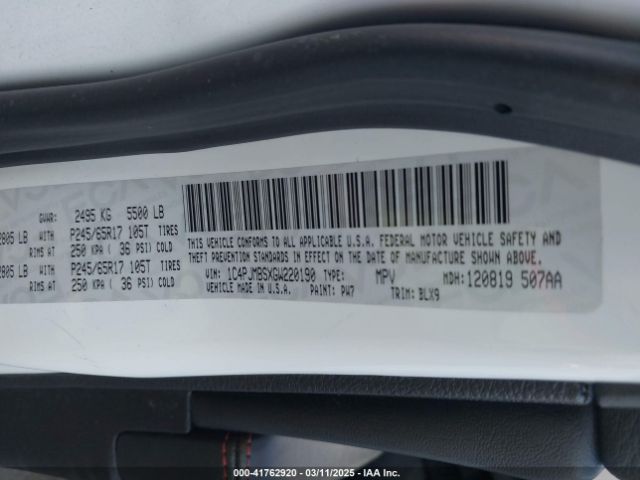 GVWR: 2495 KG 5500 LB
2805 LB WITH P245/65R17 105T TIRES
RIMS AT 250 KPA ( 36 PSI) COLD
2805 LB WITH P245/65R17 105T TIRES
RIMS AT 250 KPA ( 36 PSI) COLD
THIS VEHICLE CONFORMS TO ALL APPLICABLE U.S.A. FEDERAL MOTOR VEHICLE SAFETY AND
THEFT PREVENTION STANDARDS IN EFFECT ON THE DATE OF MANUFACTURE SHOWN ABOVE.
VIN: 1C4PJMBSXGW220190 TYPE: MPV MDH: 120819 507AA
VEHICLE MADE IN U.S.A. PAINT: PW7 TRIM: BLX9
000-41762920 - 03/11/2025 - IAA Inc.